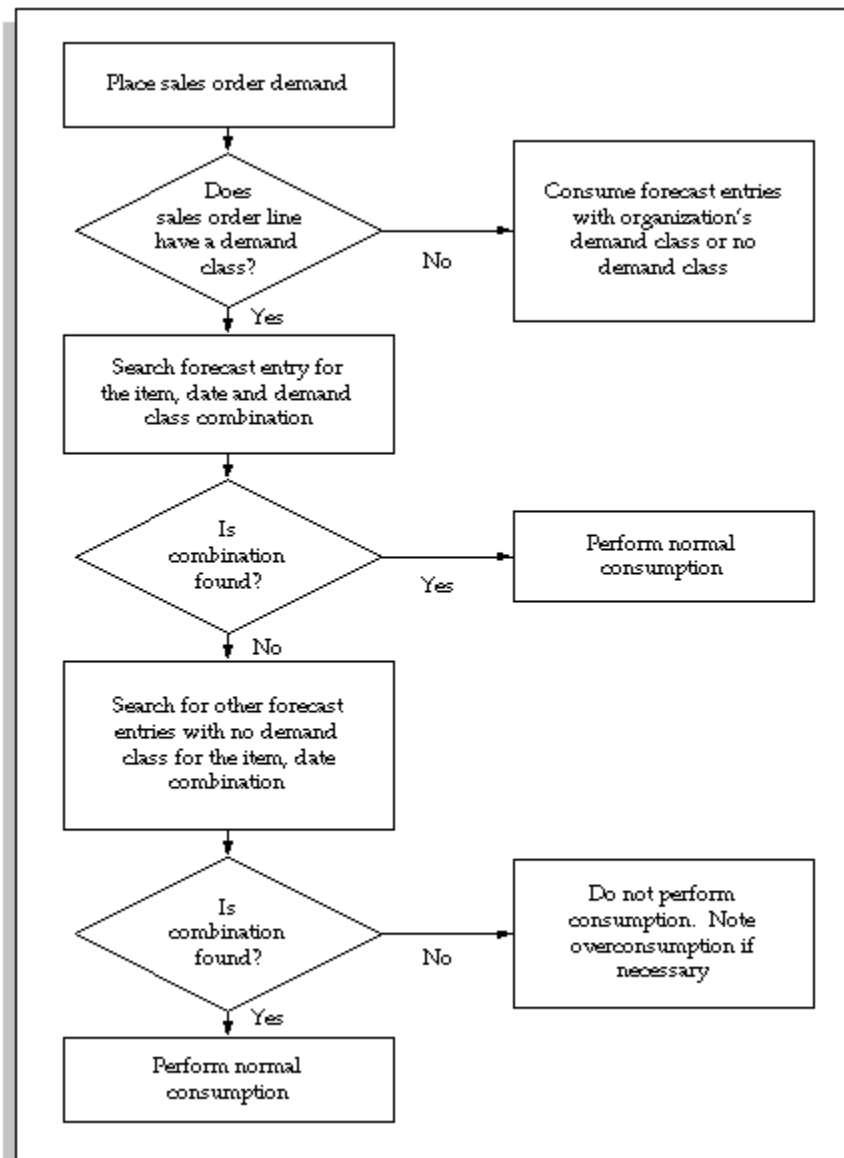 Place sales order demand
Does
sales order line
have a demand
class?
No
Consume forecast entries
with organization's
demand class or no
demand class
Yes
Search forecast entry for
the item, date and demand
class combination
Is
combination
found?
Yes
Perform normal
consumption
No
Search for other forecast
entries with no demand
class for the item, date
combination
Is
combination
found?
No
Do not perform
consumption. Note
overconsumption if
necessary
Yes
Perform normal
consumption